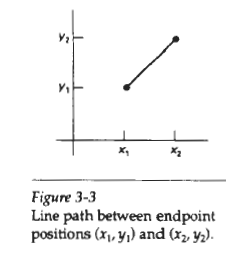 y₂
y₁
x₁ x₂
Figure 3-3
Line path between endpoint
positions (x₁, y₁) and (x₂, y₂).